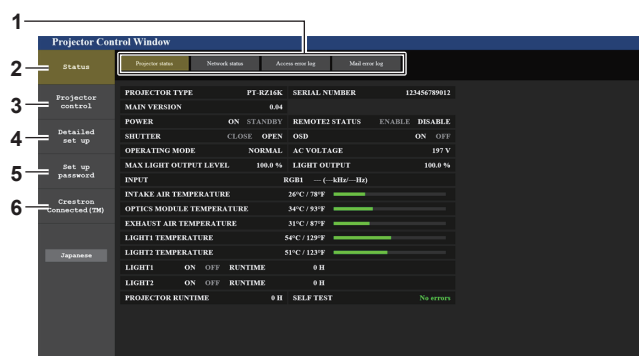 1
Projector Control Window
2
Status
Projector status Network status Access error log Mail error log
3
Projector control
4
Detailed set up
5
Set up password
6
Crestron Connected(TM)
Japanese
PROJECTOR TYPE PT-RZ16K SERIAL NUMBER 123456789012
MAIN VERSION 0.04
POWER ON STANDBY REMOTE2 STATUS ENABLE DISABLE
SHUTTER CLOSE OPEN OSD ON OFF
OPERATING MODE NORMAL AC VOLTAGE 197 V
MAX LIGHT OUTPUT LEVEL 100.0 % LIGHT OUTPUT 100.0 %
INPUT RGB1 --- (---kHz/---Hz)
INTAKE AIR TEMPERATURE 26°C / 78°F
OPTICS MODULE TEMPERATURE 34°C / 93°F
EXHAUST AIR TEMPERATURE 31°C / 87°F
LIGHT1 TEMPERATURE 54°C / 129°F
LIGHT2 TEMPERATURE 51°C / 123°F
LIGHT1 ON OFF RUNTIME 0 H
LIGHT2 ON OFF RUNTIME 0 H
PROJECTOR RUNTIME 0 H SELF TEST No errors